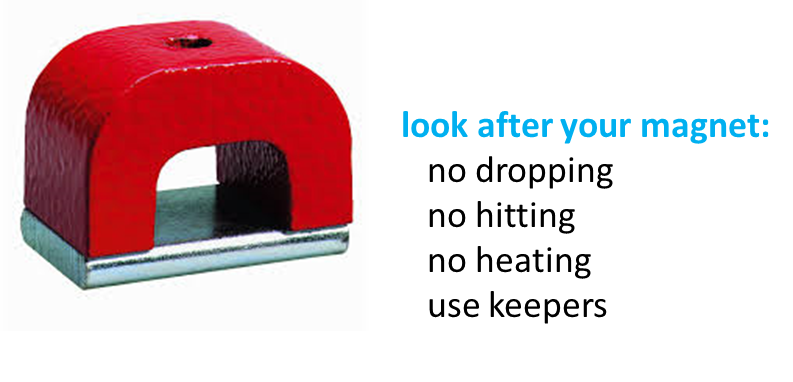 look after your magnet:
no dropping
no hitting
no heating
use keepers